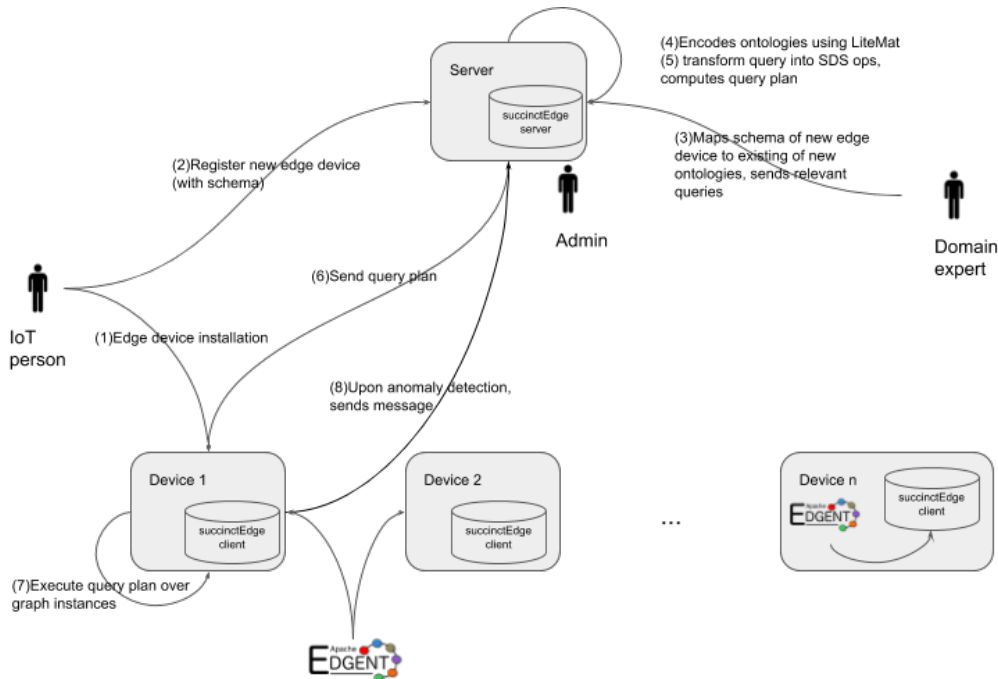 (4)Encodes ontologies using LiteMat
(5) transform query into SDS ops,
computes query plan
Server
succinctEdge
server
(3)Maps schema of new edge
device to existing of new
ontologies, sends relevant
queries
(2)Register new edge device
(with schema)
Admin
Domain
expert
(6)Send query plan
IoT
person
(1)Edge device installation
(8)Upon anomaly detection,
sends message
Device 1
succinctEdge
client
Device 2
succinctEdge
client
...
Device n
Apache
EDGENT
succinctEdge
client
(7)Execute query plan over
graph instances
Apache
EDGENT